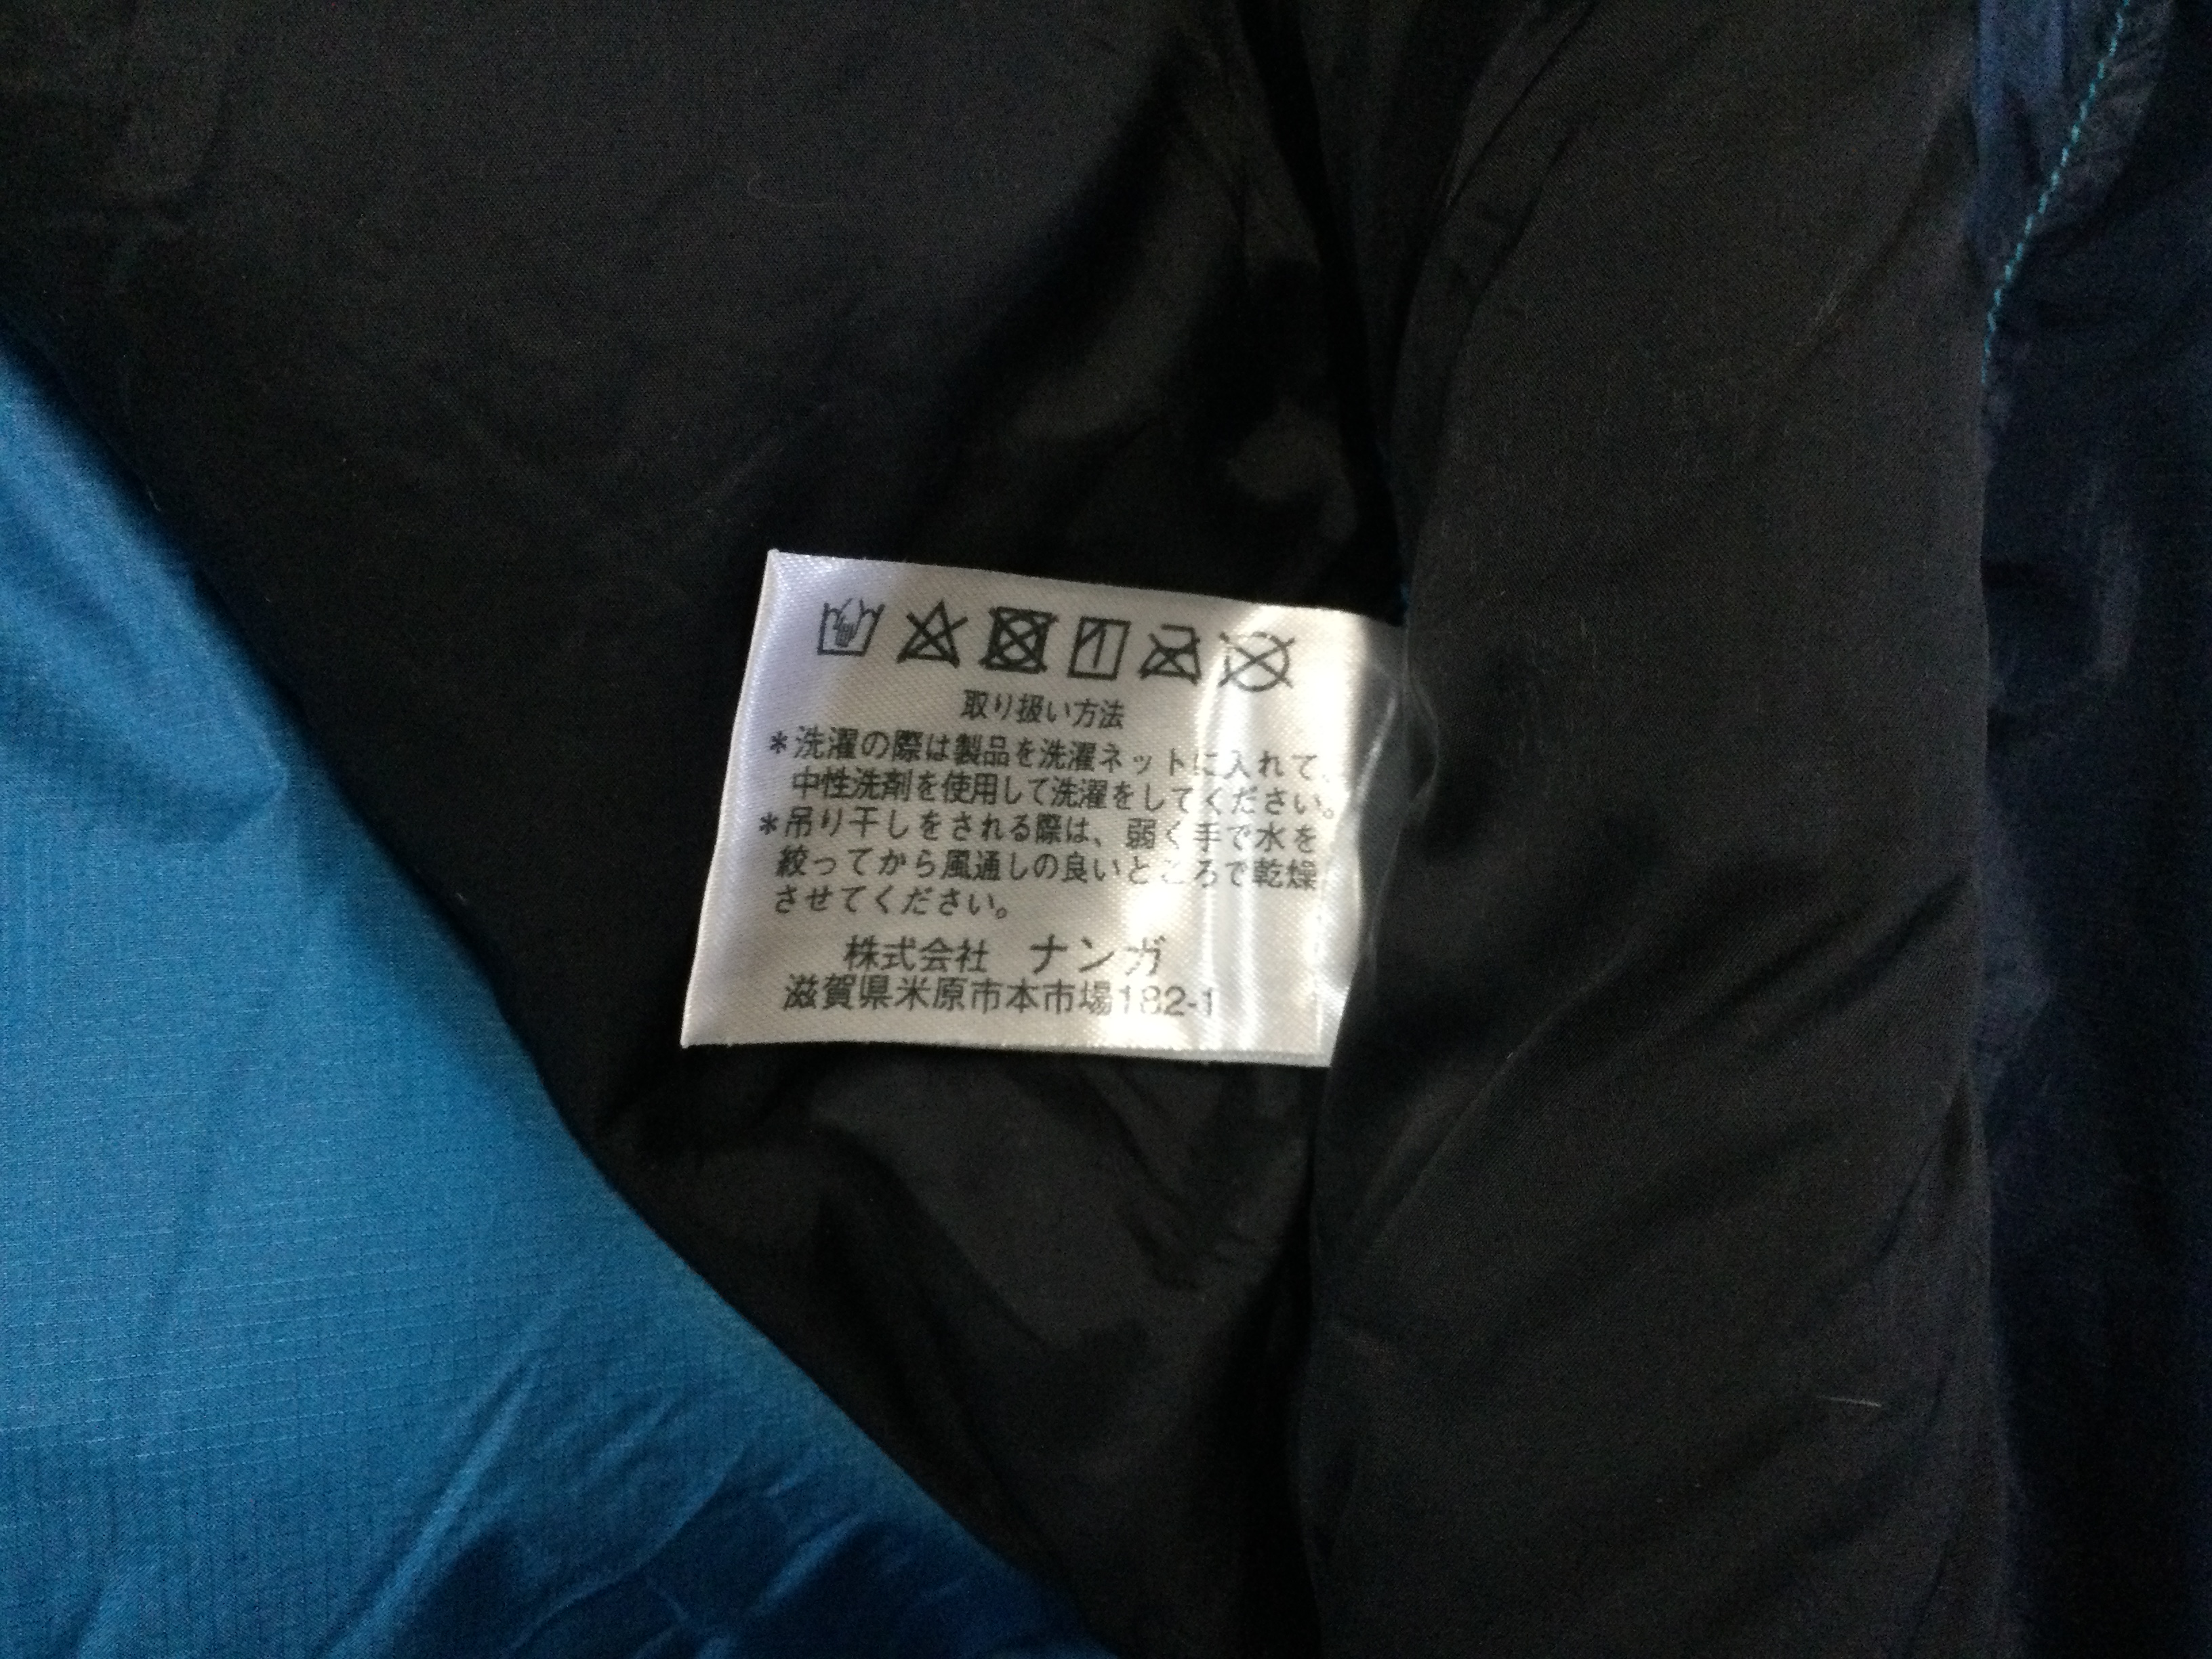 取り扱い方法
*洗濯の際は製品を洗濯ネットに入れて、
中性洗剤を使用して洗濯をしてください。
*吊り干しをされる際は、弱く手で水を
絞ってから風通しの良いところで乾燥
させてください。
株式会社 ナンガ
滋賀県米原市本市場182-1